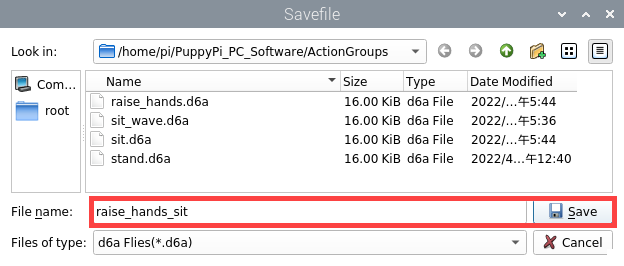 Savefile
Look in: /home/pi/PuppyPi_PC_Software/ActionGroups
Com... Name Size Type Date Modified
root raise_hands.d6a 16.00 KiB d6a File 2022/...午5:44
sit_wave.d6a 16.00 KiB d6a File 2022/...午5:36
sit.d6a 16.00 KiB d6a File 2022/...午5:44
stand.d6a 16.00 KiB d6a File 2022/4...午12:40
File name: raise_hands_sit Save
Files of type: d6a Flies(*.d6a) Cancel